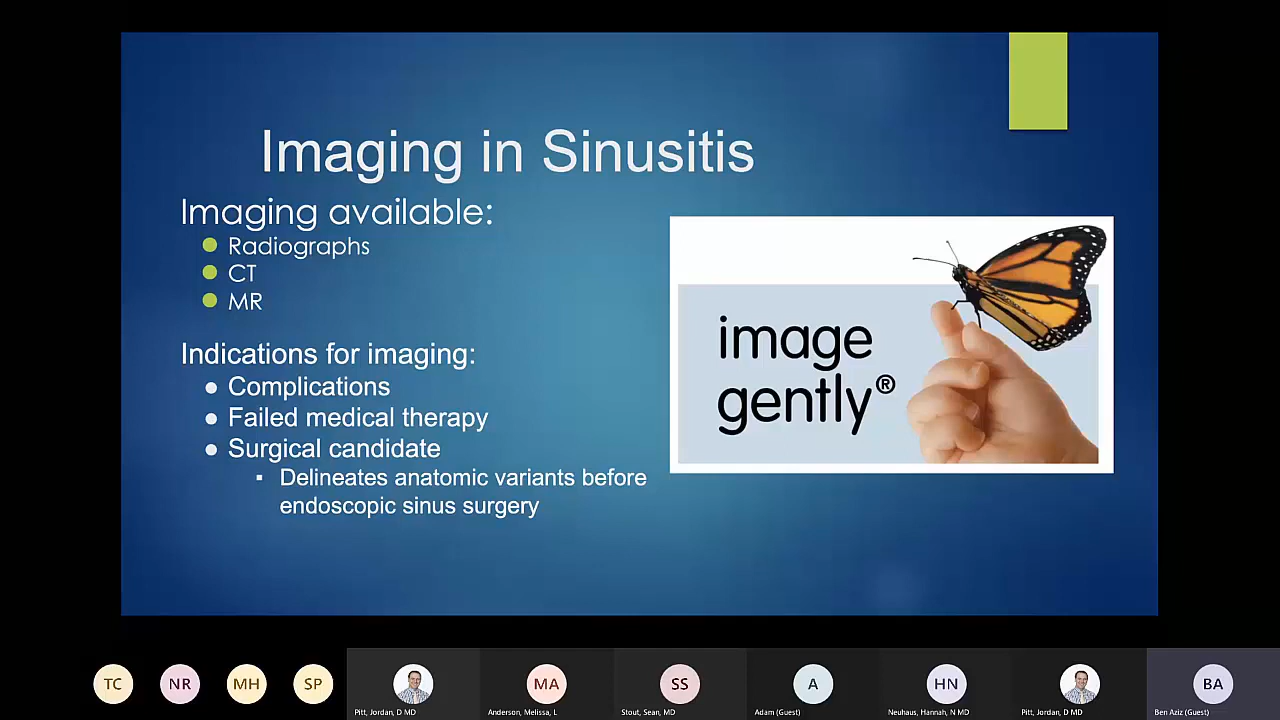 Imaging in Sinusitis
Imaging available:
Radiographs
CT
MR
Indications for imaging:
Complications
Failed medical therapy
Surgical candidate
Delineates anatomic variants before
endoscopic sinus surgery
image
gently®
TC
NR
MH
SP
MA
SS
A
HN
BA
Pitt, Jordan, D MD
Anderson, Melissa, L
Stout, Sean, MD
Adam (Guest)
Neuhaus, Hannah, N MD
Pitt, Jordan, D MD
Ben Aziz (Guest)